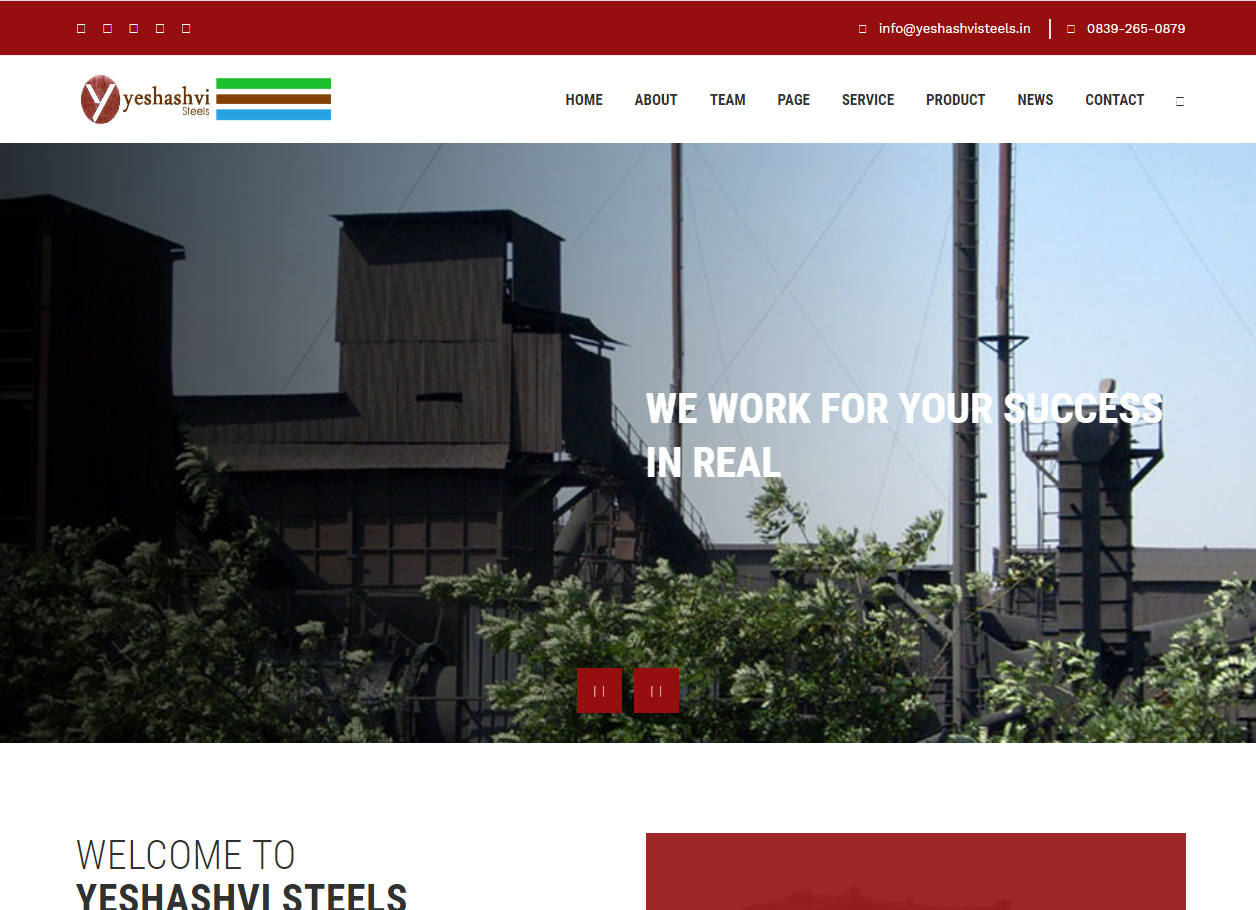 info@yeshashvisteels.in
0839-265-0879
yeshashvi
Steels
HOME ABOUT TEAM PAGE SERVICE PRODUCT NEWS CONTACT
WE WORK FOR YOUR SUCCESS
IN REAL
WELCOME TO
YESHASHVI STEELS